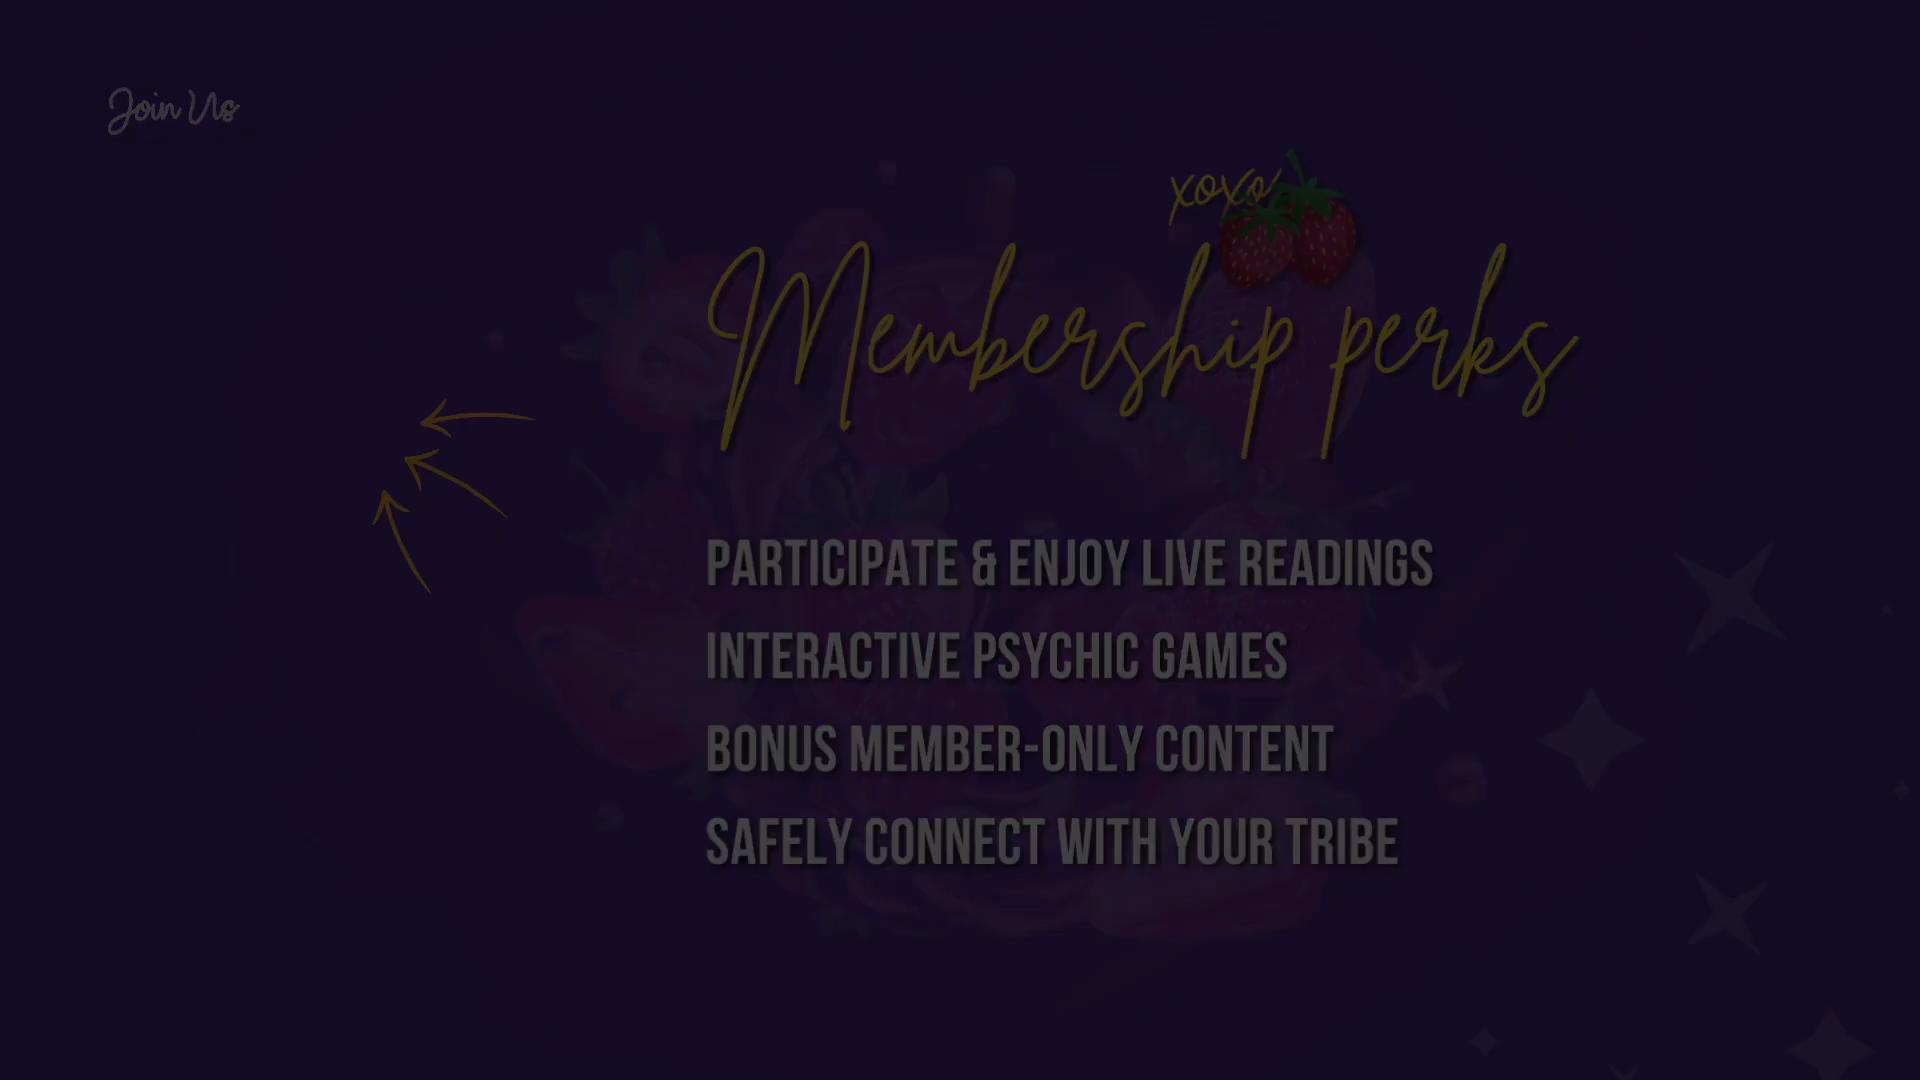 Join Us
xoxo
Membership perks
PARTICIPATE & ENJOY LIVE READINGS
INTERACTIVE PSYCHIC GAMES
BONUS MEMBER-ONLY CONTENT
SAFELY CONNECT WITH YOUR TRIBE